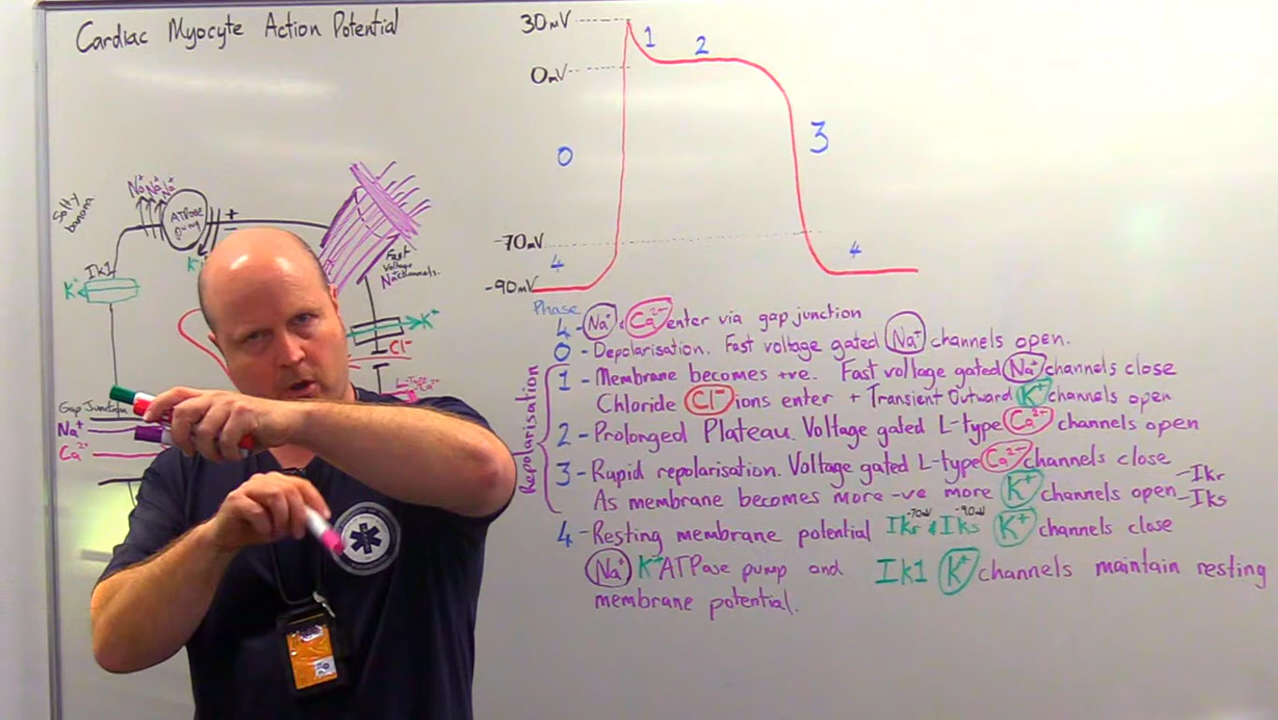 Cardiac Myocyte Action Potential
30mV
0mV
-70mV
-90mV
0
1
2
3
4
4
Salty
banana
Na+ Na+ Na+
ATPase
pump
+
-
K+
Ik1
K+
Fast
Voltage
Na+channels.
K+
Cl-
L-Type
Ca2+
Gap Junction
Na+
Ca2+
Phase
4 - Na+ & Ca2+ enter via gap junction
0 - Depolarisation. Fast voltage gated Na+ channels open.
Repolarisation
1 - Membrane becomes +ve. Fast voltage gated Na+ channels close
Chloride Cl- ions enter + Transient Outward K+ channels open
2 - Prolonged Plateau. Voltage gated L-type Ca2+ channels open
3 - Rapid repolarisation. Voltage gated L-type Ca2+ channels close
As membrane becomes more -ve more K+ channels open -Ikr
-Iks
-70mV -90mV
4 - Resting membrane potential Ikr & Iks K+ channels close
Na+ K+ ATPase pump and Ik1 K+ channels maintain resting
membrane potential.